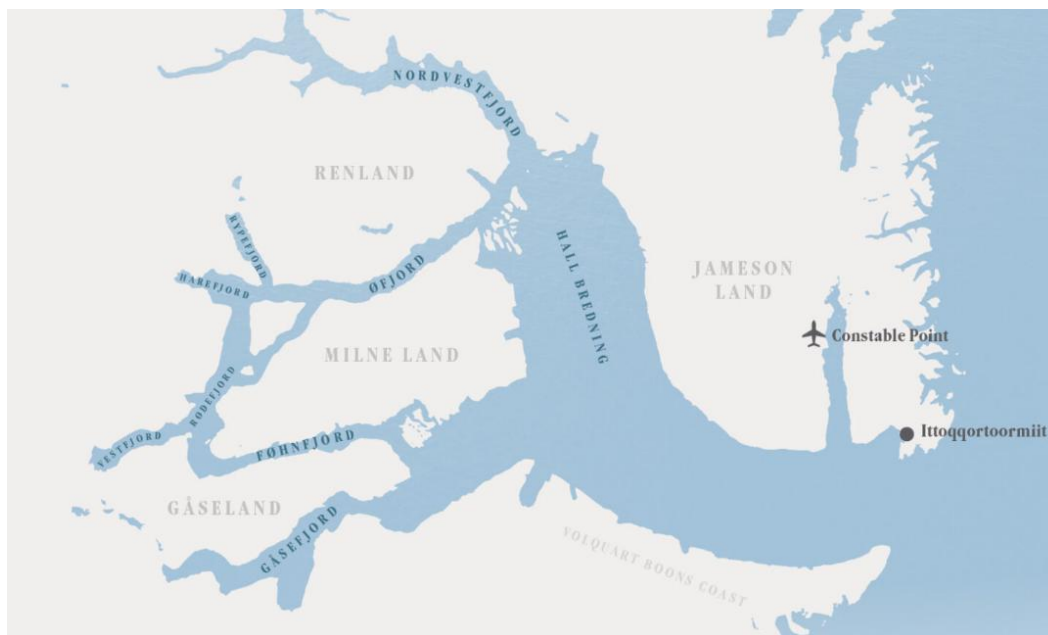 NORDVESTFJORD
RENLAND
RYPEFJORD
HAREFJORD
ØFJORD
HALL BREDNING
JAMESON
LAND
Constable Point
MILNE LAND
RØDEFJORD
VESTFJORD
FØHNFJORD
Ittoqqortoormiit
GÅSELAND
GÅSEFJORD
VOLQUART BOONS COAST